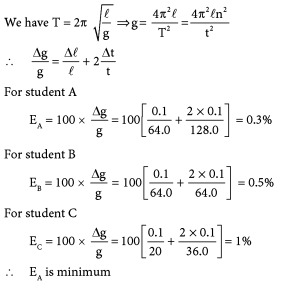 We have T = 2π √(ℓ/g) ⇒ g = 4π²ℓ/T² = 4π²ℓn²/t²
∴ Δg/g = Δℓ/ℓ + 2 Δt/t
For student A
E_A = 100 × Δg/g = 100[0.1/64.0 + 2 × 0.1/128.0] = 0.3%
For student B
E_B = 100 × Δg/g = 100[0.1/64.0 + 2 × 0.1/64.0] = 0.5%
For student C
E_C = 100 × Δg/g = 100[0.1/20 + 2 × 0.1/36.0] = 1%
∴ E_A is minimum